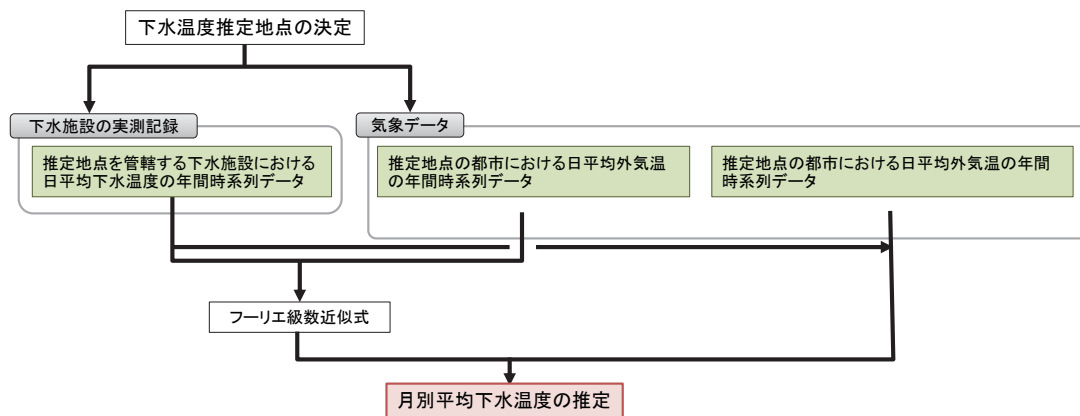 下水温度推定地点の決定
下水施設の実測記録
推定地点を管轄する下水施設における
日平均下水温度の年間時系列データ
気象データ
推定地点の都市における日平均外気温
の年間時系列データ
推定地点の都市における日平均外気温の年間
時系列データ
フーリエ級数近似式
月別平均下水温度の推定